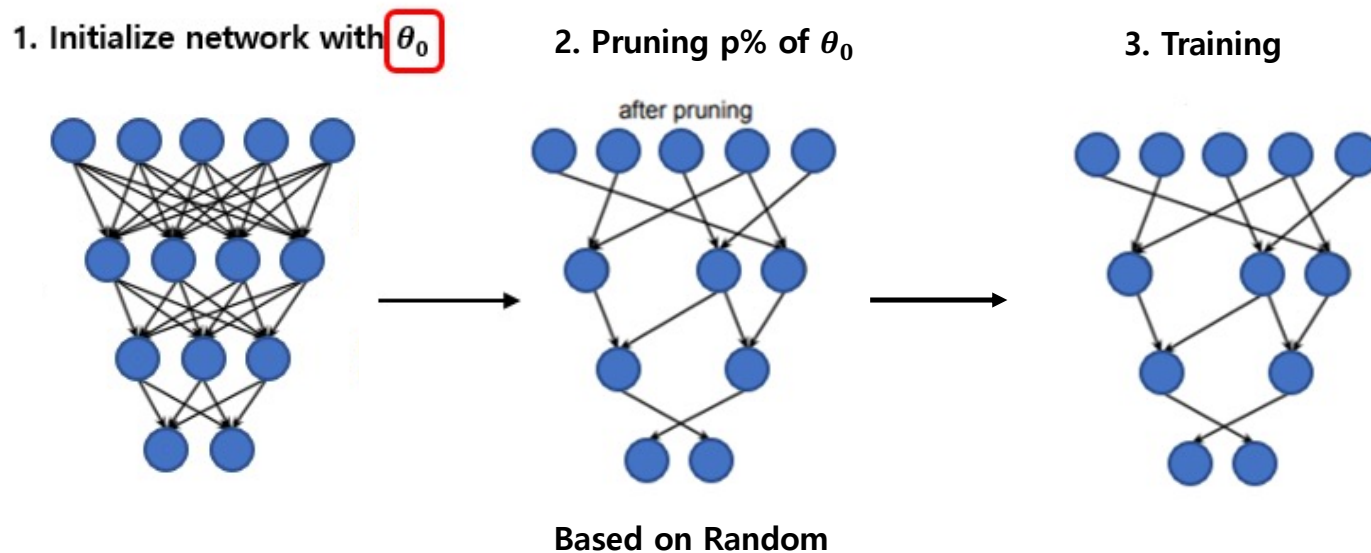 1. Initialize network with θ₀
2. Pruning p% of θ₀
3. Training
after pruning
Based on Random